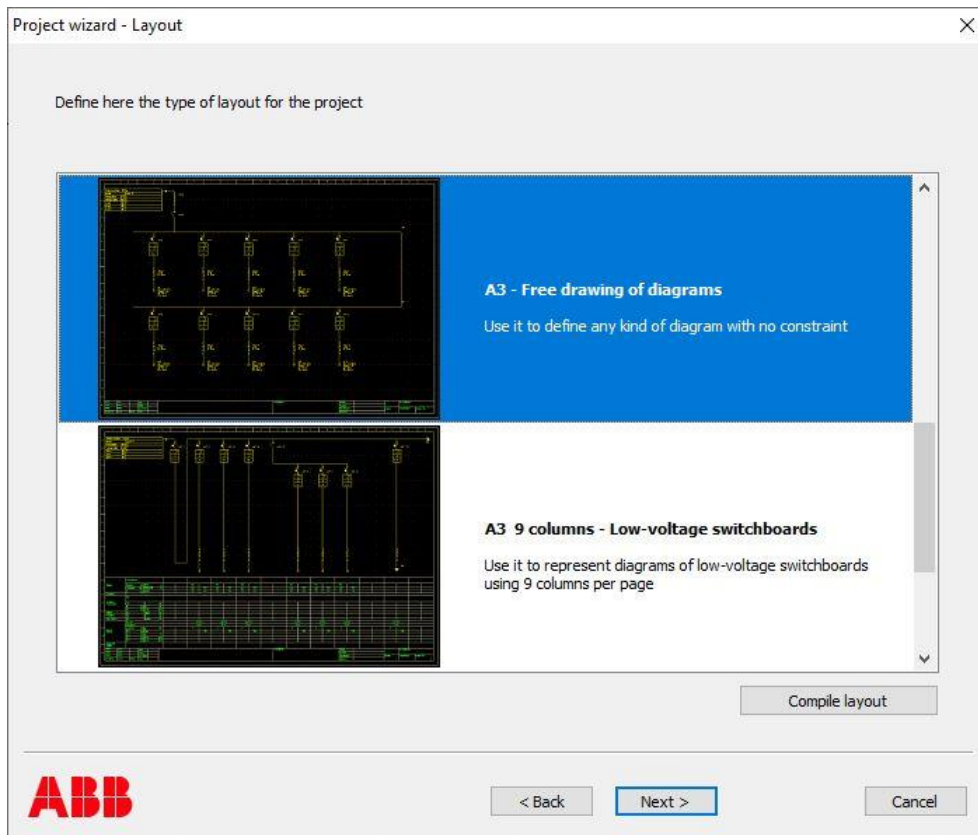 Project wizard - Layout
Define here the type of layout for the project
A3 - Free drawing of diagrams
Use it to define any kind of diagram with no constraint
A3 9 columns - Low-voltage switchboards
Use it to represent diagrams of low-voltage switchboards
using 9 columns per page
Compile layout
ABB
< Back
Next >
Cancel